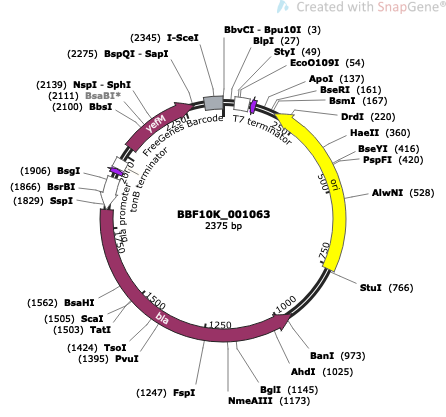 Created with SnapGene®
(2345) I-SceI
BbvCI - Bpu10I (3)
(2275) BspQI - SapI
BlpI (27)
StyI (49)
EcoO109I (54)
(2139) NspI - SphI
(2111) BsaBI*
(2100) BbsI
ApoI (137)
BseRI (161)
BsmI (167)
DrdI (220)
HaeII (360)
BseYI (416)
PspFI (420)
AlwNI (528)
(1906) BsgI
(1866) BsrBI
(1829) SspI
yefM
FreeGenes Barcode
T7 terminator
tonB terminator
bla promoter
ori
BBF10K_001063
2375 bp
250
500
750
1000
1250
1500
1750
2000
2250
StuI (766)
(1562) BsaHI
(1505) ScaI
(1503) TatI
(1424) TsoI
(1395) PvuI
bla
BanI (973)
AhdI (1025)
(1247) FspI
BglI (1145)
NmeAIII (1173)